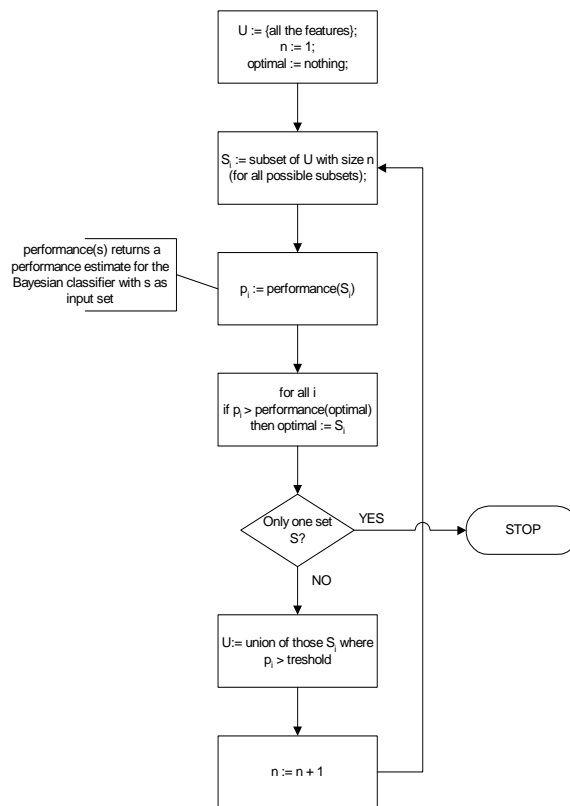 U := {all the features};
n := 1;
optimal := nothing;
S_i := subset of U with size n
(for all possible subsets);
performance(s) returns a
performance estimate for the
Bayesian classifier with s as
input set
p_i := performance(S_i)
for all i
if p_i > performance(optimal)
then optimal := S_i
Only one set
S?
YES
STOP
NO
U:= union of those S_i where
p_i > treshold
n := n + 1